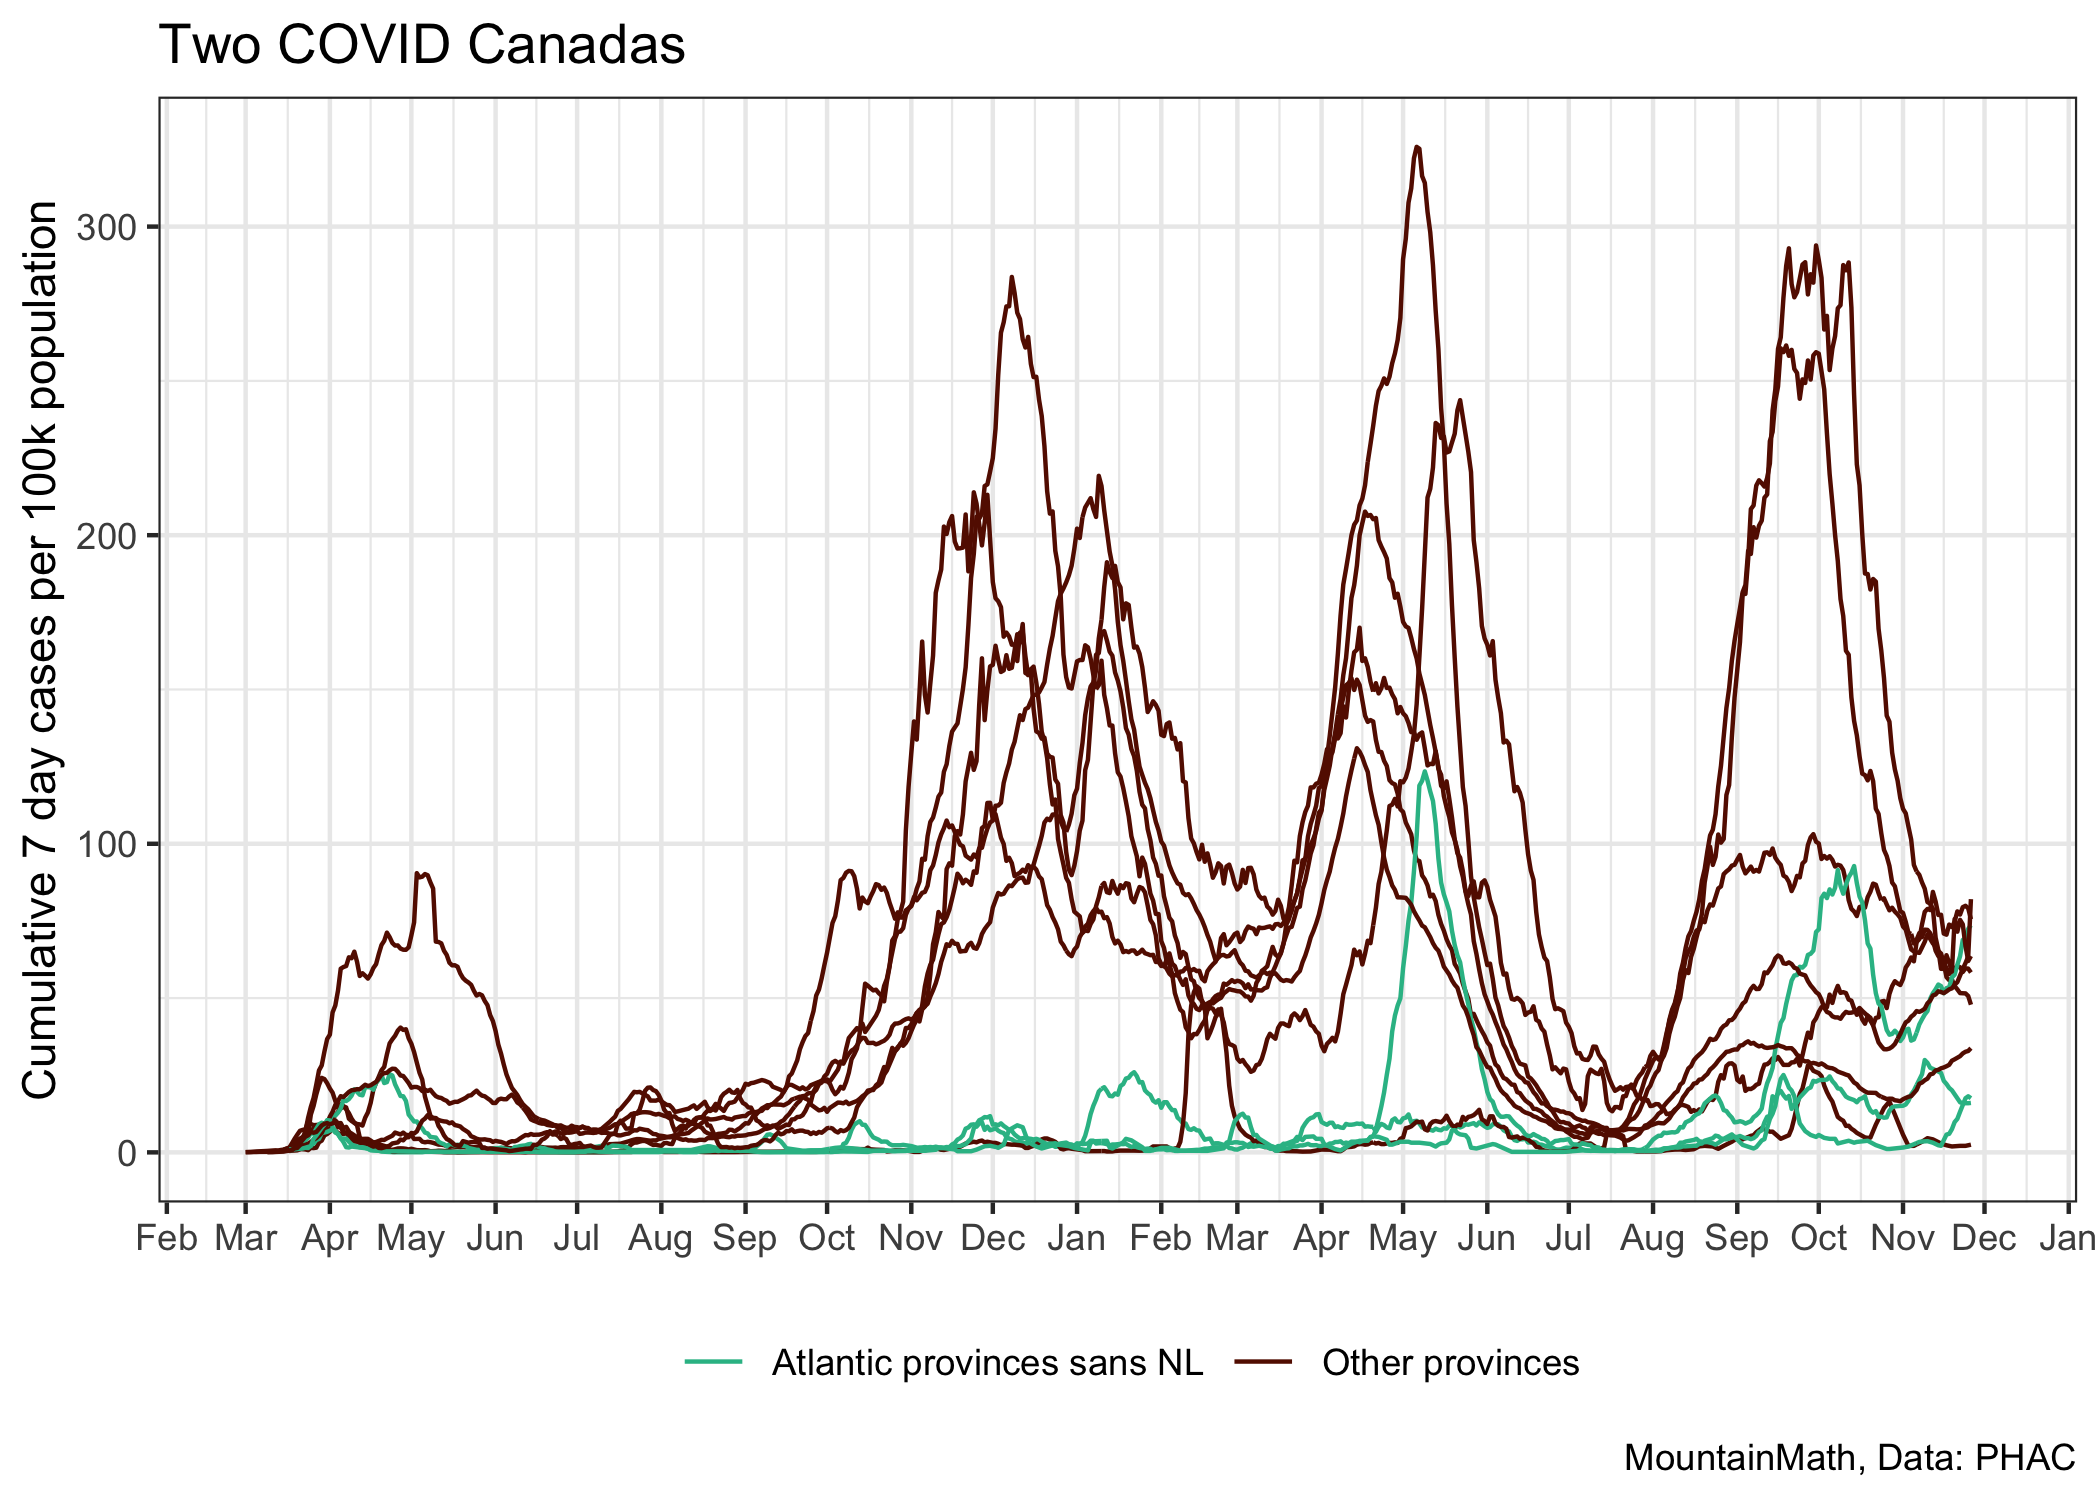 Two COVID Canadas
Cumulative 7 day cases per 100k population
300
200
100
0
Feb Mar Apr May Jun Jul Aug Sep Oct Nov Dec Jan Feb Mar Apr May Jun Jul Aug Sep Oct Nov Dec Jan
Atlantic provinces sans NL Other provinces
MountainMath, Data: PHAC